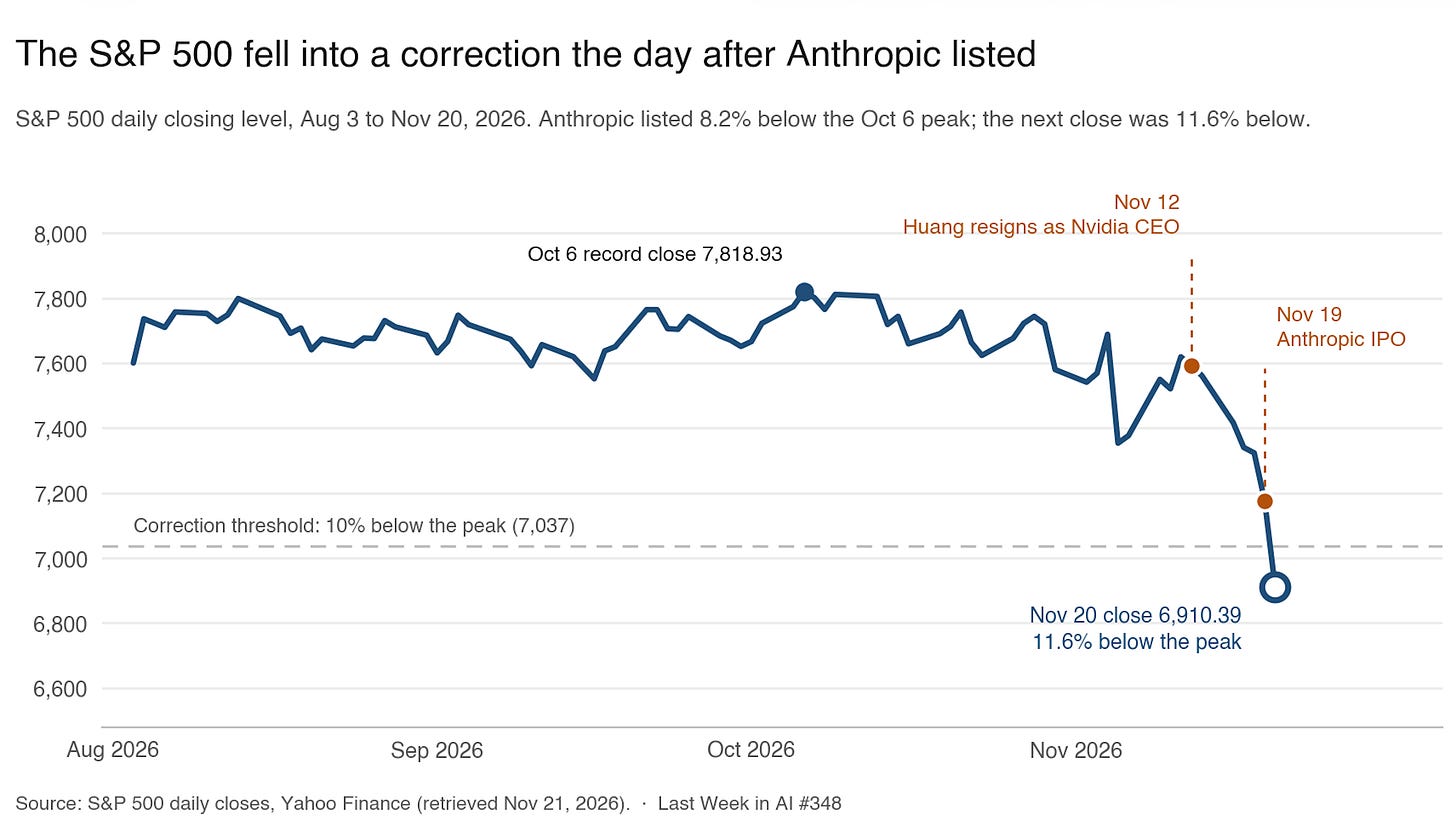 The S&P 500 fell into a correction the day after Anthropic listed
S&P 500 daily closing level, Aug 3 to Nov 20, 2026. Anthropic listed 8.2% below the Oct 6 peak; the next close was 11.6% below.
Nov 12
Huang resigns as Nvidia CEO
8,000
Oct 6 record close 7,818.93
7,800
Nov 19
Anthropic IPO
7,600
7,400
7,200
Correction threshold: 10% below the peak (7,037)
7,000
Nov 20 close 6,910.39
11.6% below the peak
6,800
6,600
Aug 2026
Sep 2026
Oct 2026
Nov 2026
Source: S&P 500 daily closes, Yahoo Finance (retrieved Nov 21, 2026). · Last Week in AI #348